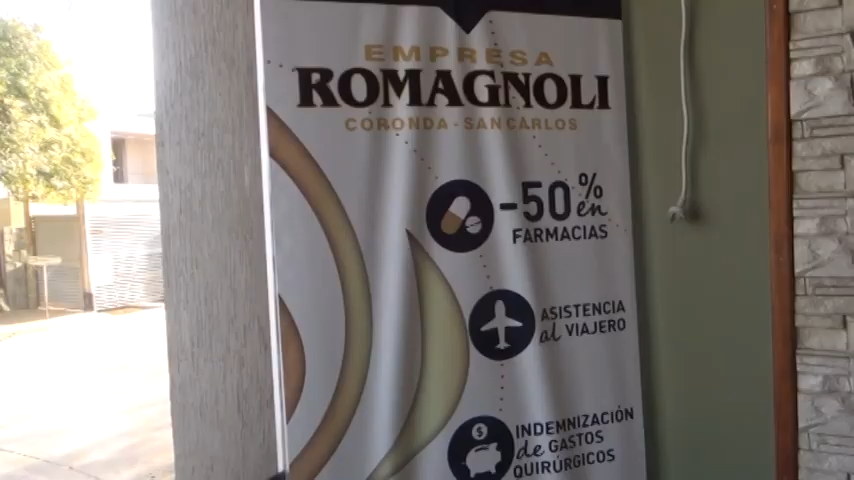 EMPRESA
ROMAGNOLI
CORONDA - SAN CARLOS
-50%
en
FARMACIAS
ASISTENCIA
al VIAJERO
INDEMNIZACIÓN
de GASTOS
QUIRÚRGICOS